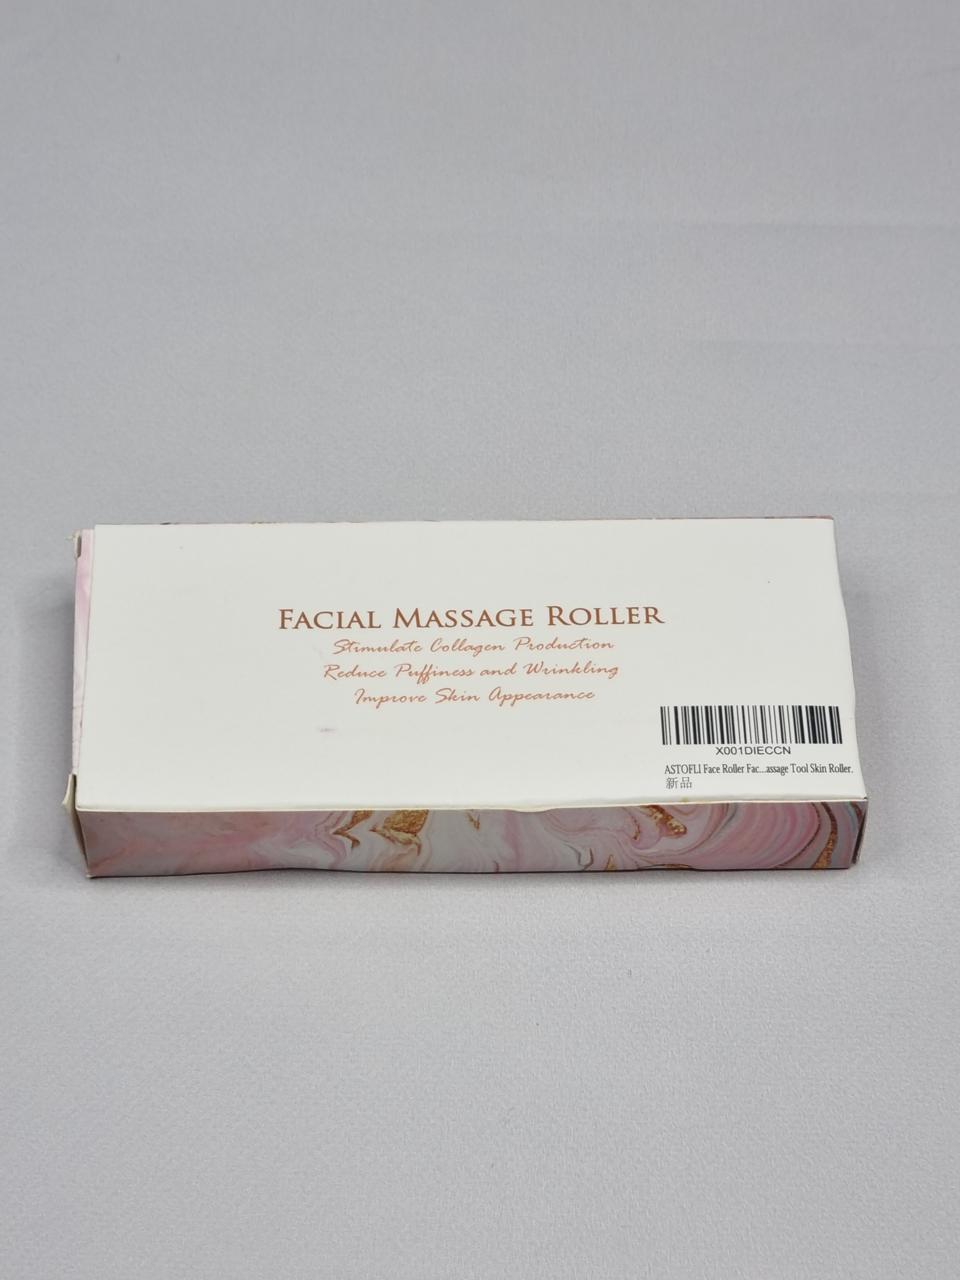 FACIAL MASSAGE ROLLER
Stimulate Collagen Production
Reduce Puffiness and Wrinkling
Improve Skin Appearance
X001DIECCN
ASTOFLI Face Roller Fac...assage Tool Skin Roller.
新品